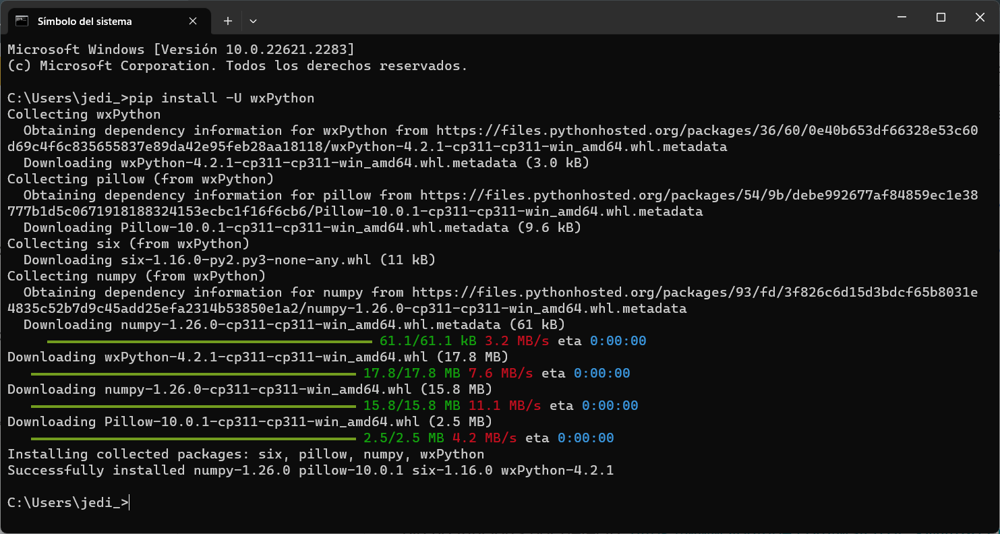 Símbolo del sistema
Microsoft Windows [Versión 10.0.22621.2283]
(c) Microsoft Corporation. Todos los derechos reservados.
C:\Users\jedi_>pip install -U wxPython
Collecting wxPython
  Obtaining dependency information for wxPython from https://files.pythonhosted.org/packages/36/60/0e40b653df66328e53c60
d69c4f6c835655837e89da42e95feb28aa18118/wxPython-4.2.1-cp311-cp311-win_amd64.whl.metadata
  Downloading wxPython-4.2.1-cp311-cp311-win_amd64.whl.metadata (3.0 kB)
Collecting pillow (from wxPython)
  Obtaining dependency information for pillow from https://files.pythonhosted.org/packages/54/9b/debe992677af84859ec1e38
777b1d5c0671918188324153ecbc1f16f6cb6/Pillow-10.0.1-cp311-cp311-win_amd64.whl.metadata
  Downloading Pillow-10.0.1-cp311-cp311-win_amd64.whl.metadata (9.6 kB)
Collecting six (from wxPython)
  Downloading six-1.16.0-py2.py3-none-any.whl (11 kB)
Collecting numpy (from wxPython)
  Obtaining dependency information for numpy from https://files.pythonhosted.org/packages/93/fd/3f826c6d15d3bdcf65b8031e
4835c52b7d9c45add25efa2314b53850e1a2/numpy-1.26.0-cp311-cp311-win_amd64.whl.metadata
  Downloading numpy-1.26.0-cp311-cp311-win_amd64.whl.metadata (61 kB)
61.1/61.1 kB 3.2 MB/s eta 0:00:00
Downloading wxPython-4.2.1-cp311-cp311-win_amd64.whl (17.8 MB)
17.8/17.8 MB 7.6 MB/s eta 0:00:00
Downloading numpy-1.26.0-cp311-cp311-win_amd64.whl (15.8 MB)
15.8/15.8 MB 11.1 MB/s eta 0:00:00
Downloading Pillow-10.0.1-cp311-cp311-win_amd64.whl (2.5 MB)
2.5/2.5 MB 4.2 MB/s eta 0:00:00
Installing collected packages: six, pillow, numpy, wxPython
Successfully installed numpy-1.26.0 pillow-10.0.1 six-1.16.0 wxPython-4.2.1
C:\Users\jedi_>